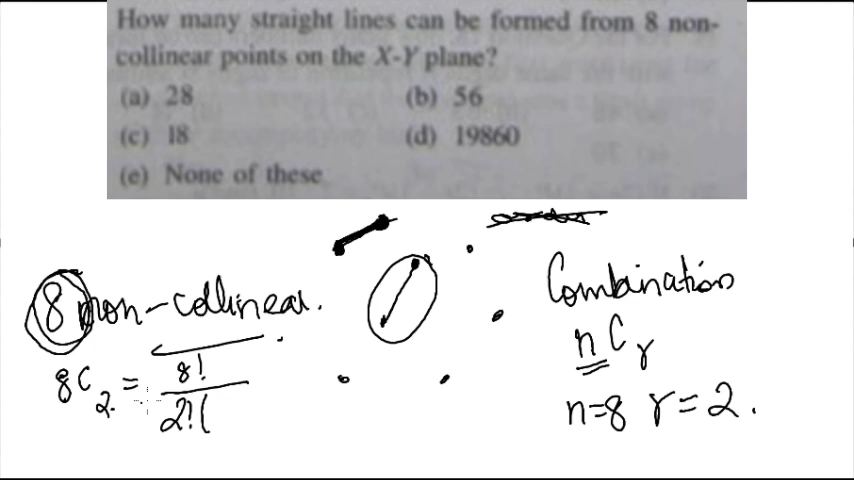 How many straight lines can be formed from 8 non-
collinear points on the X-Y plane?
(a) 28 (b) 56
(c) 18 (d) 19860
(e) None of these
order
8 non-collinear.
Combination
nCr
8C2 = 8!
2!(
n=8 r=2.